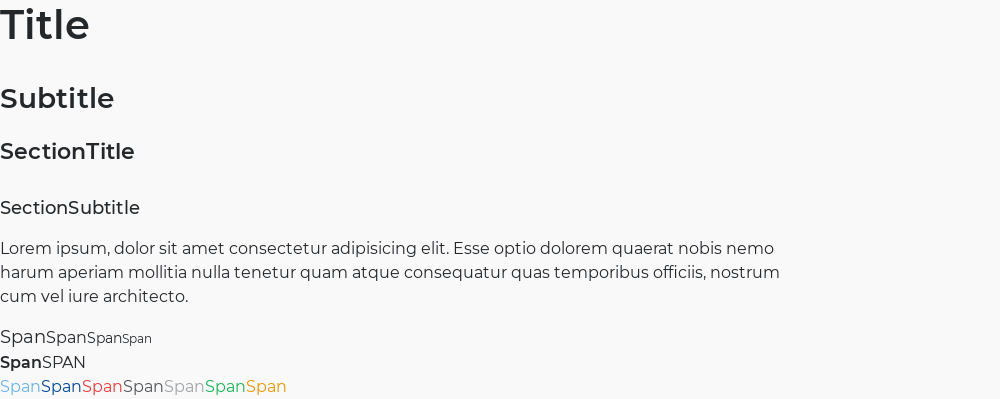 Title
Subtitle
SectionTitle
SectionSubtitle
Lorem ipsum, dolor sit amet consectetur adipisicing elit. Esse optio dolorem quaerat nobis nemo
harum aperiam mollitia nulla tenetur quam atque consequatur quas temporibus officiis, nostrum
cum vel iure architecto.
SpanSpanSpanSpan
SpanSPAN
SpanSpanSpanSpanSpanSpanSpan